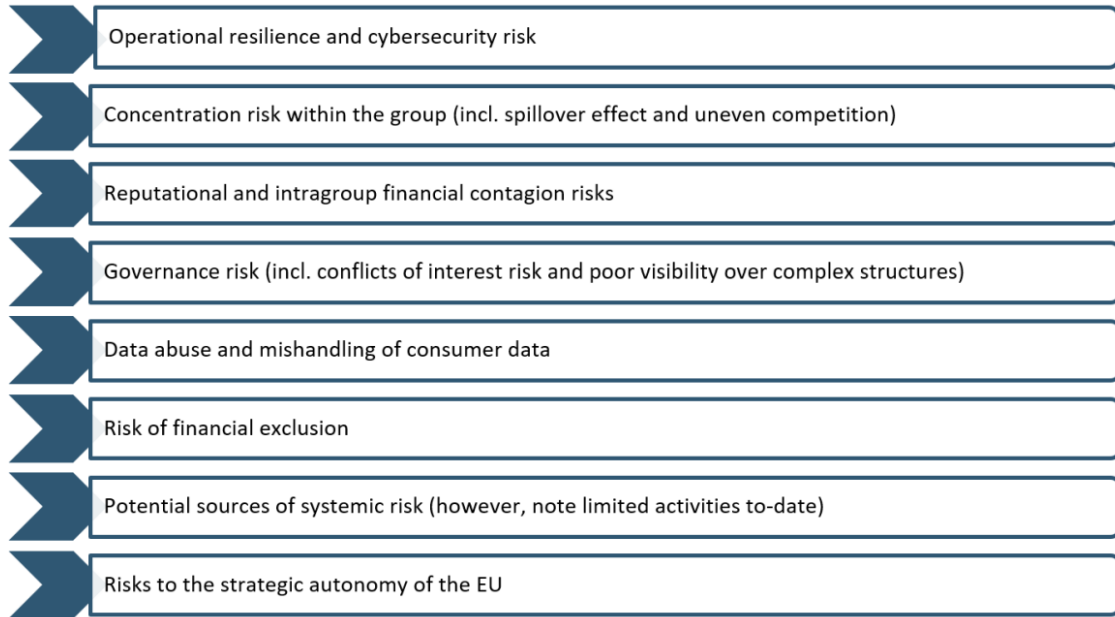 Operational resilience and cybersecurity risk
Concentration risk within the group (incl. spillover effect and uneven competition)
Reputational and intragroup financial contagion risks
Governance risk (incl. conflicts of interest risk and poor visibility over complex structures)
Data abuse and mishandling of consumer data
Risk of financial exclusion
Potential sources of systemic risk (however, note limited activities to-date)
Risks to the strategic autonomy of the EU